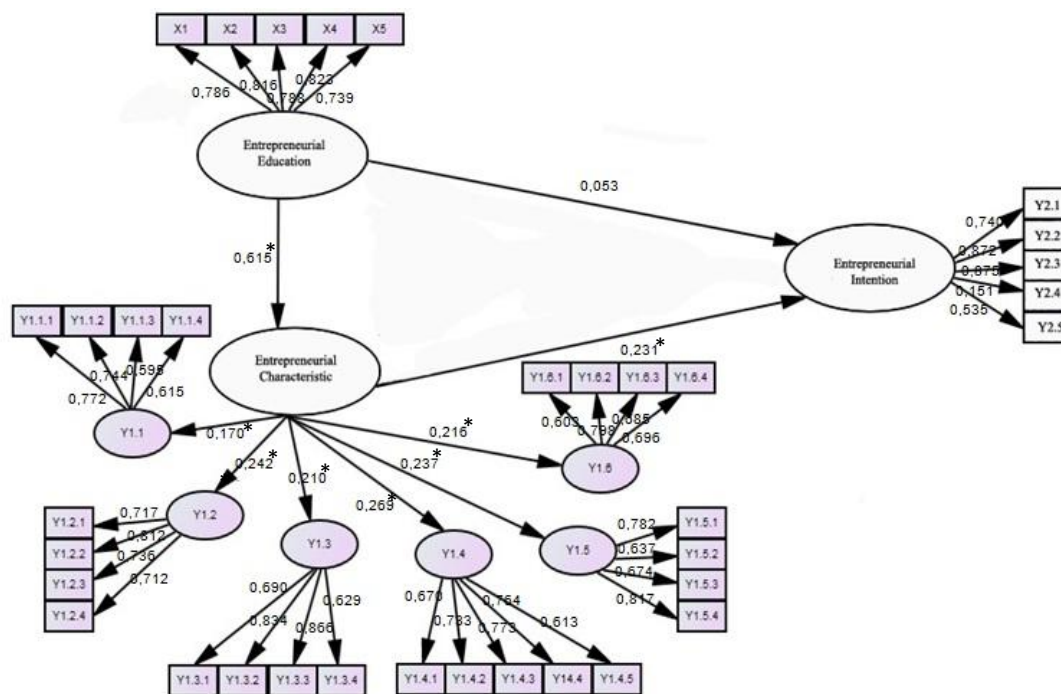 X1 X2 X3 X4 X5
0,786 0,816 0,788 0,823 0,739
Entrepreneurial
Education
0,053
0,615*
Y2.1
Y2.2
Y2.3
Y2.4
Y2.5
0,740
0,872
0,875
0,151
0,535
Entrepreneurial
Intention
Entrepreneurial
Characteristic
0,231*
Y1.1.1 Y1.1.2 Y1.1.3 Y1.1.4
0,744 0,595
0,772 0,615
Y1.1
0,170*
Y1.6.1 Y1.6.2 Y1.6.3 Y1.6.4
0,603 0,798 0,685 0,696
Y1.6
0,216*
0,242*
0,210*
0,269*
0,237*
Y1.2
Y1.2.1
Y1.2.2
Y1.2.3
Y1.2.4
0,717
0,812
0,736
0,712
Y1.3
0,690 0,834 0,866 0,629
Y1.3.1 Y1.3.2 Y1.3.3 Y1.3.4
Y1.4
0,670 0,773 0,613
Y1.4.1 Y1.4.2 Y1.4.3 Y14.4 Y1.4.5
Y1.5
0,782
0,637
0,674
0,817
Y1.5.1
Y1.5.2
Y1.5.3
Y1.5.4